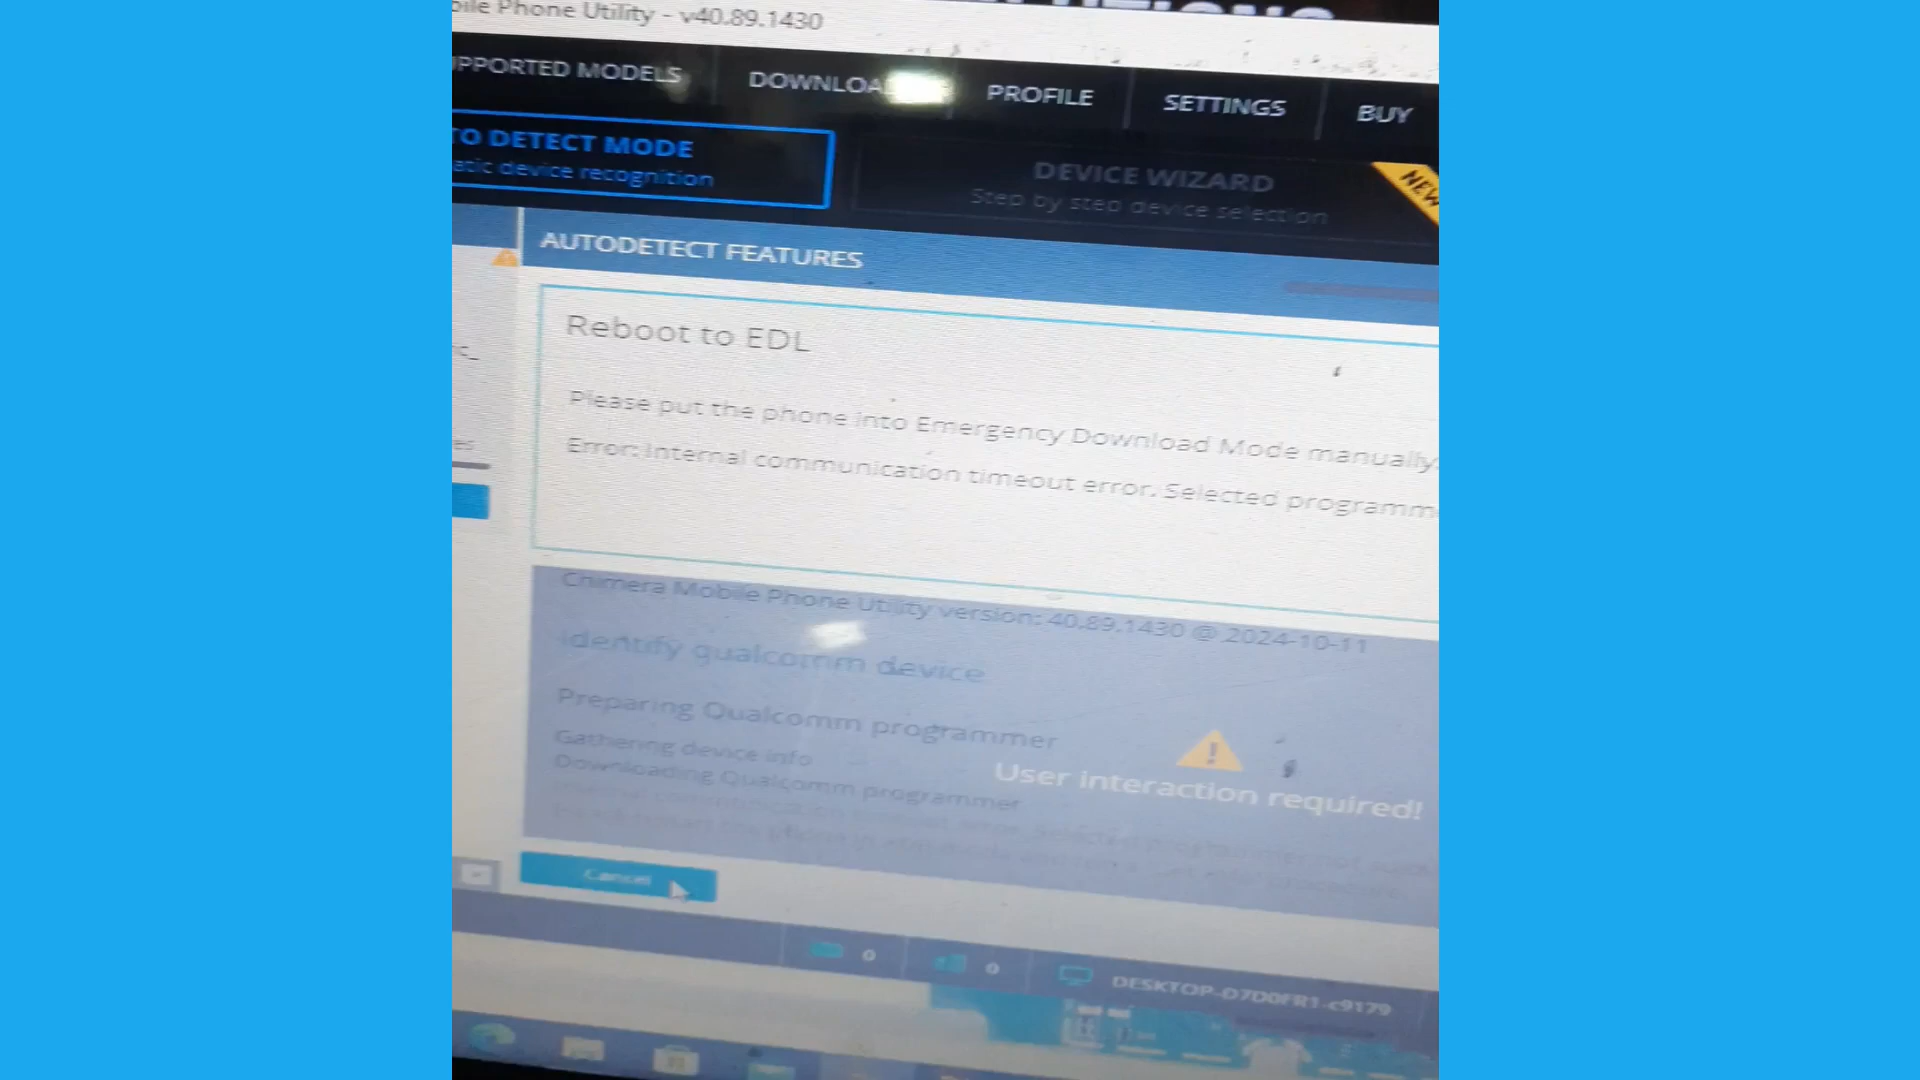 bile Phone Utility - v40.89.1430
PPORTED MODELS
DOWNLOA
PROFILE
SETTINGS
BUY
TO DETECT MODE
atic device recognition
DEVICE WIZARD
Step by step device selection
NEW
AUTODETECT FEATURES
Reboot to EDL
Please put the phone into Emergency Download Mode manually.
Error: Internal communication timeout error. Selected programm
Chimera Mobile Phone Utility version: 40.89.1430 @ 2024-10-11
Identify qualcomm device
Preparing Qualcomm programmer
Gathering device info
Downloading Qualcomm programmer
User interaction required!
Cancel
0
0
DESKTOP-D7D0FR1-c9179